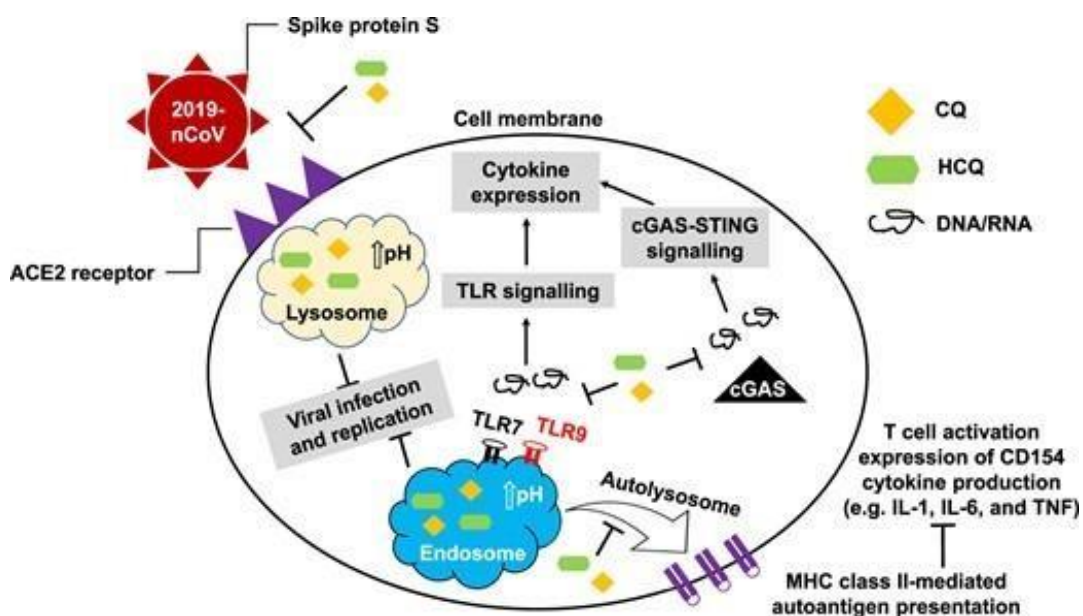 Spike protein S
2019-
nCoV
Cell membrane
CQ
HCQ
DNA/RNA
Cytokine
expression
cGAS-STING
signalling
ACE2 receptor
pH
Lysosome
TLR signalling
Viral infection
and replication
TLR7
TLR9
cGAS
pH
Endosome
Autolysosome
T cell activation
expression of CD154
cytokine production
(e.g. IL-1, IL-6, and TNF)
MHC class II-mediated
autoantigen presentation